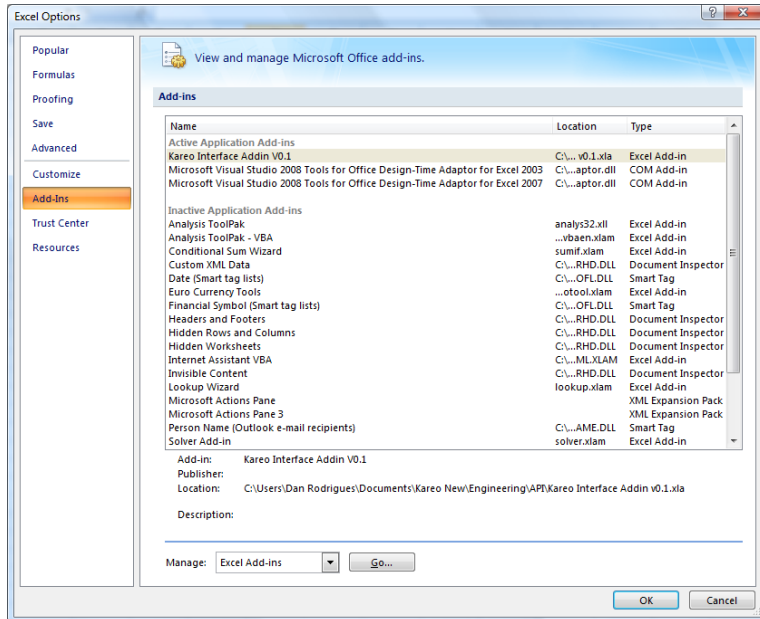 Excel Options
Popular
Formulas
Proofing
Save
Advanced
Customize
Add-Ins
Trust Center
Resources
View and manage Microsoft Office add-ins.
Add-ins
Name Location Type
Active Application Add-ins
Kareo Interface Addin V0.1 C:\... v0.1.xla Excel Add-in
Microsoft Visual Studio 2008 Tools for Office Design-Time Adaptor for Excel 2003 C:\...aptor.dll COM Add-in
Microsoft Visual Studio 2008 Tools for Office Design-Time Adaptor for Excel 2007 C:\...aptor.dll COM Add-in
Inactive Application Add-ins
Analysis ToolPak analys32.xll Excel Add-in
Analysis ToolPak - VBA ...vbaen.xlam Excel Add-in
Conditional Sum Wizard sumif.xlam Excel Add-in
Custom XML Data C:\...RHD.DLL Document Inspector
Date (Smart tag lists) C:\...OFL.DLL Smart Tag
Euro Currency Tools ...otool.xlam Excel Add-in
Financial Symbol (Smart tag lists) C:\...OFL.DLL Smart Tag
Headers and Footers C:\...RHD.DLL Document Inspector
Hidden Rows and Columns C:\...RHD.DLL Document Inspector
Hidden Worksheets C:\...RHD.DLL Document Inspector
Internet Assistant VBA C:\...ML.XLAM Excel Add-in
Invisible Content C:\...RHD.DLL Document Inspector
Lookup Wizard lookup.xlam Excel Add-in
Microsoft Actions Pane XML Expansion Pack
Microsoft Actions Pane 3 XML Expansion Pack
Person Name (Outlook e-mail recipients) C:\...AME.DLL Smart Tag
Solver Add-in solver.xlam Excel Add-in
Add-in: Kareo Interface Addin V0.1
Publisher:
Location: C:\Users\Dan Rodrigues\Documents\Kareo New\Engineering\API\Kareo Interface Addin v0.1.xla
Description:
Manage: Excel Add-ins Go...
OK Cancel